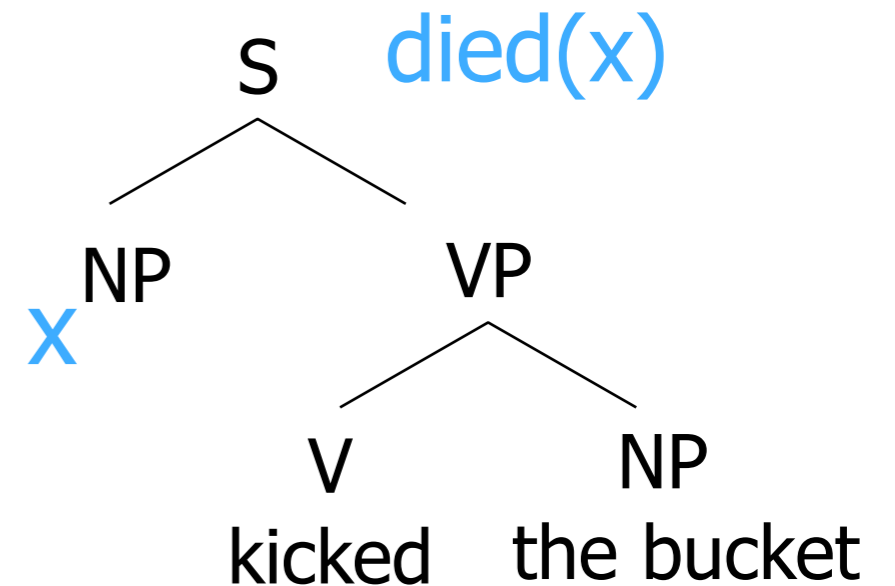 S died(x)
NP VP
x
V NP
kicked the bucket